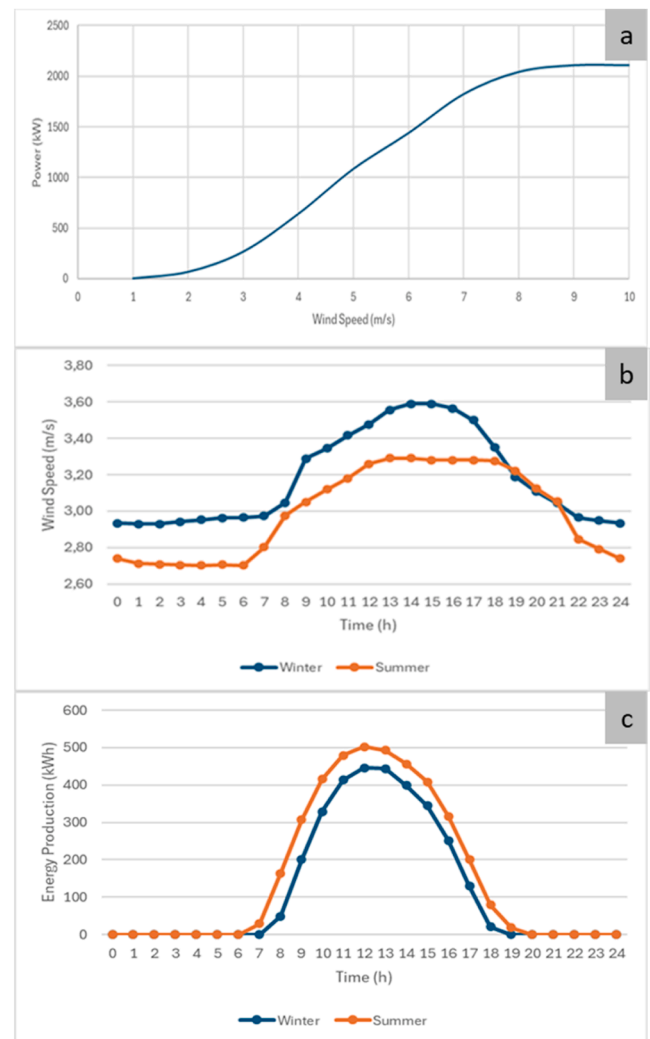 a
2500
2000
1500
1000
500
0
Power (kW)
0 1 2 3 4 5 6 7 8 9 10
Wind Speed (m/s)
b
3,80
3,60
3,40
3,20
3,00
2,80
2,60
Wind Speed (m/s)
0 1 2 3 4 5 6 7 8 9 10 11 12 13 14 15 16 17 18 19 20 21 22 23 24
Time (h)
Winter Summer
c
600
500
400
300
200
100
0
Energy Production (kWh)
0 1 2 3 4 5 6 7 8 9 10 11 12 13 14 15 16 17 18 19 20 21 22 23 24
Time (h)
Winter Summer